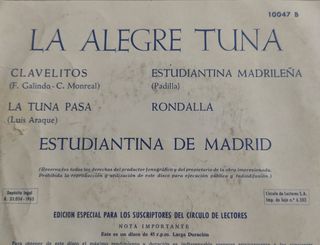 10047 B
LA ALEGRE TUNA
CLAVELITOS
(F. Galindo - C. Monreal)
ESTUDIANTINA MADRILEÑA
(Padilla)
LA TUNA PASA
(Luis Araque)
RONDALLA
ESTUDIANTINA DE MADRID
(Reservados todos los derechos del productor fonográfico y del propietario de la obra impresionada.
Prohibida la reproducción y utilización de este disco para ejecución pública y radiodifusión.)
Depósito legal
Círculo de Lectores S. A.
EDICION ESPECIAL PARA LOS SUSCRIPTORES DEL CIRCULO DE LECTORES
NOTA IMPORTANTE
Este es un disco de 45 r.p.m. Larga Duración